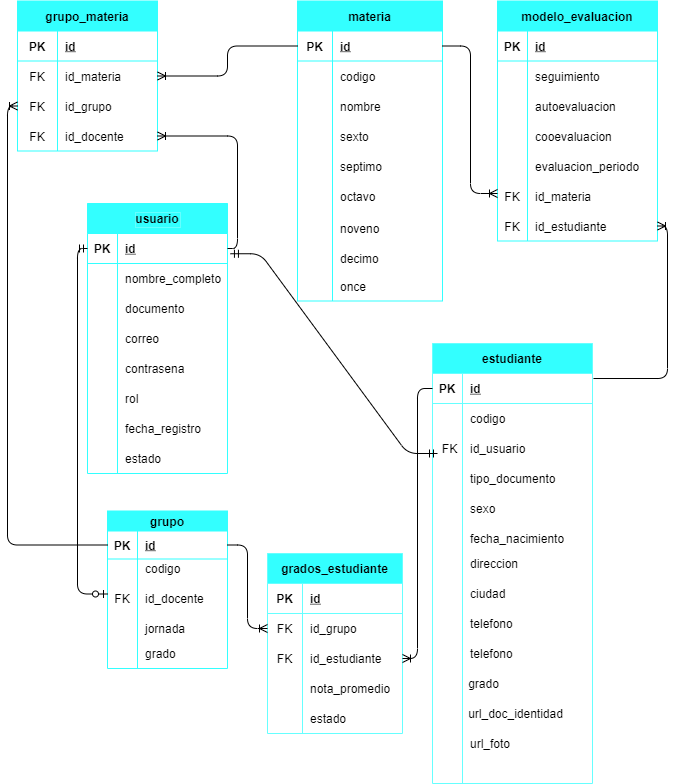 grupo_materia
PK id
FK id_materia
FK id_grupo
FK id_docente
materia
PK id
codigo
nombre
sexto
septimo
octavo
noveno
decimo
once
modelo_evaluacion
PK id
seguimiento
autoevaluacion
cooevaluacion
evaluacion_periodo
FK id_materia
FK id_estudiante
usuario
PK id
nombre_completo
documento
correo
contrasena
rol
fecha_registro
estado
estudiante
PK id
codigo
FK id_usuario
tipo_documento
sexo
fecha_nacimiento
direccion
ciudad
telefono
telefono
grado
url_doc_identidad
url_foto
grupo
PK id
codigo
FK id_docente
jornada
grado
grados_estudiante
PK id
FK id_grupo
FK id_estudiante
nota_promedio
estado